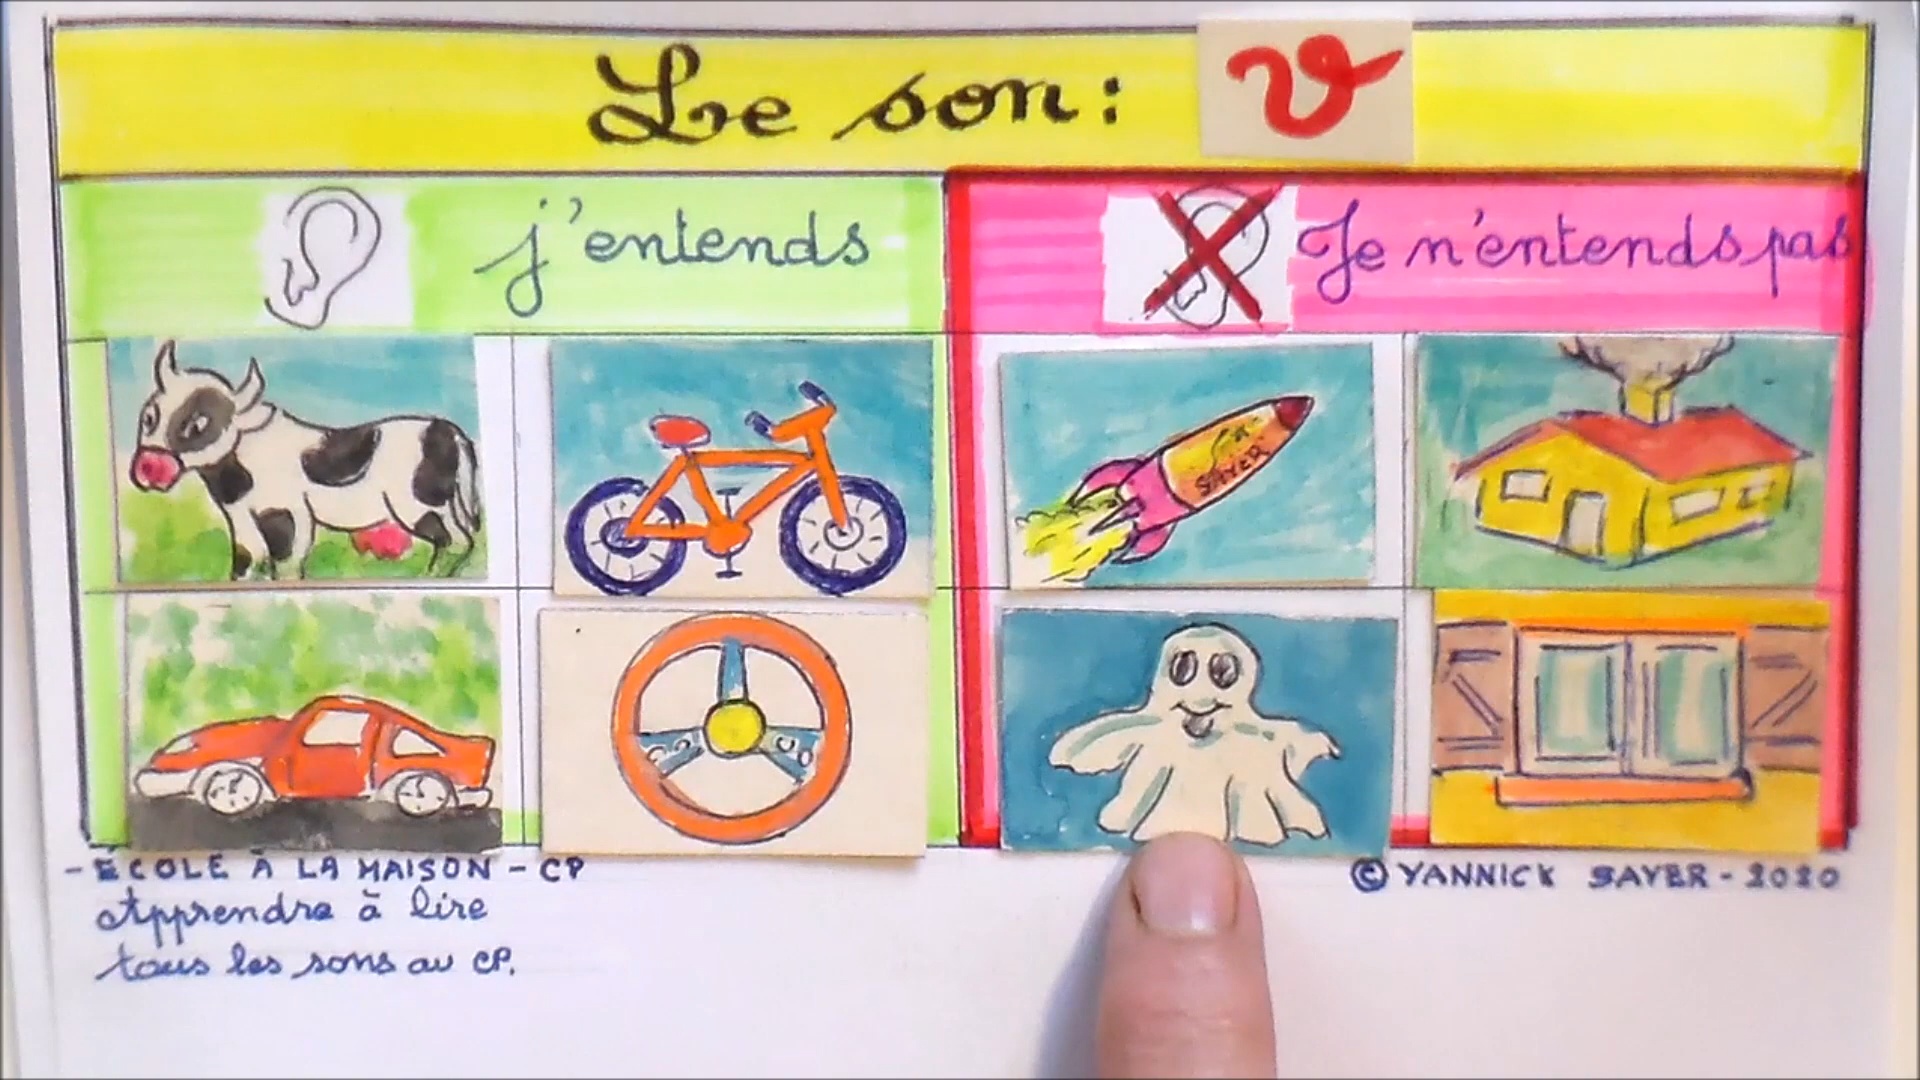 Le son : v
j'entends
Je n'entends pas
SAYER
- ÉCOLE À LA MAISON - CP
Apprendre à lire
tous les sons au CP.
© YANNICK SAYER - 2020